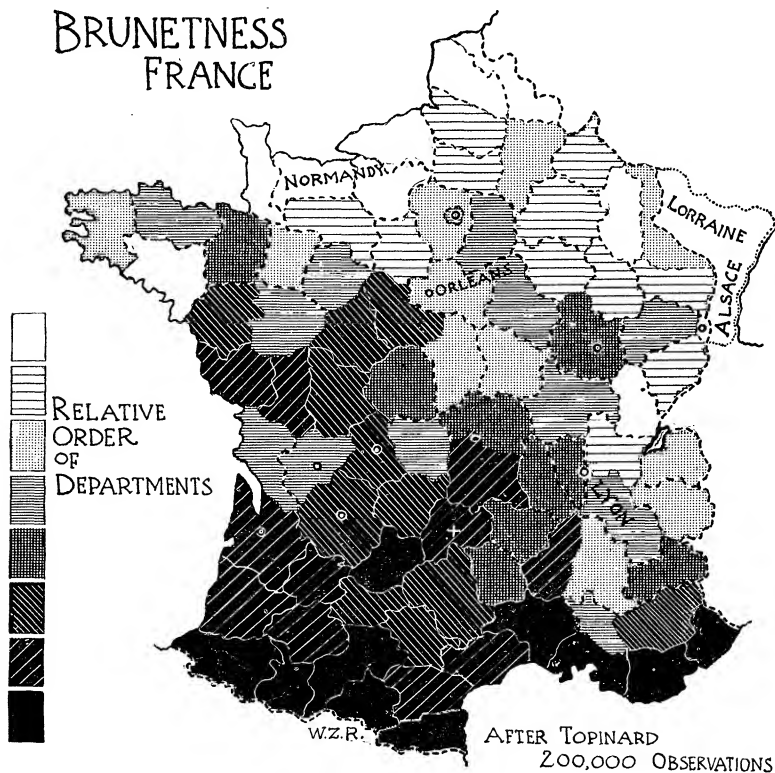 BRUNETNESS
FRANCE
NORMANDY
LORRAINE
ALSACE
ORLEANS
RELATIVE
ORDER
OF
DEPARTMENTS
LYON
W.Z.R.
AFTER TOPINARD
200,000 OBSERVATIONS